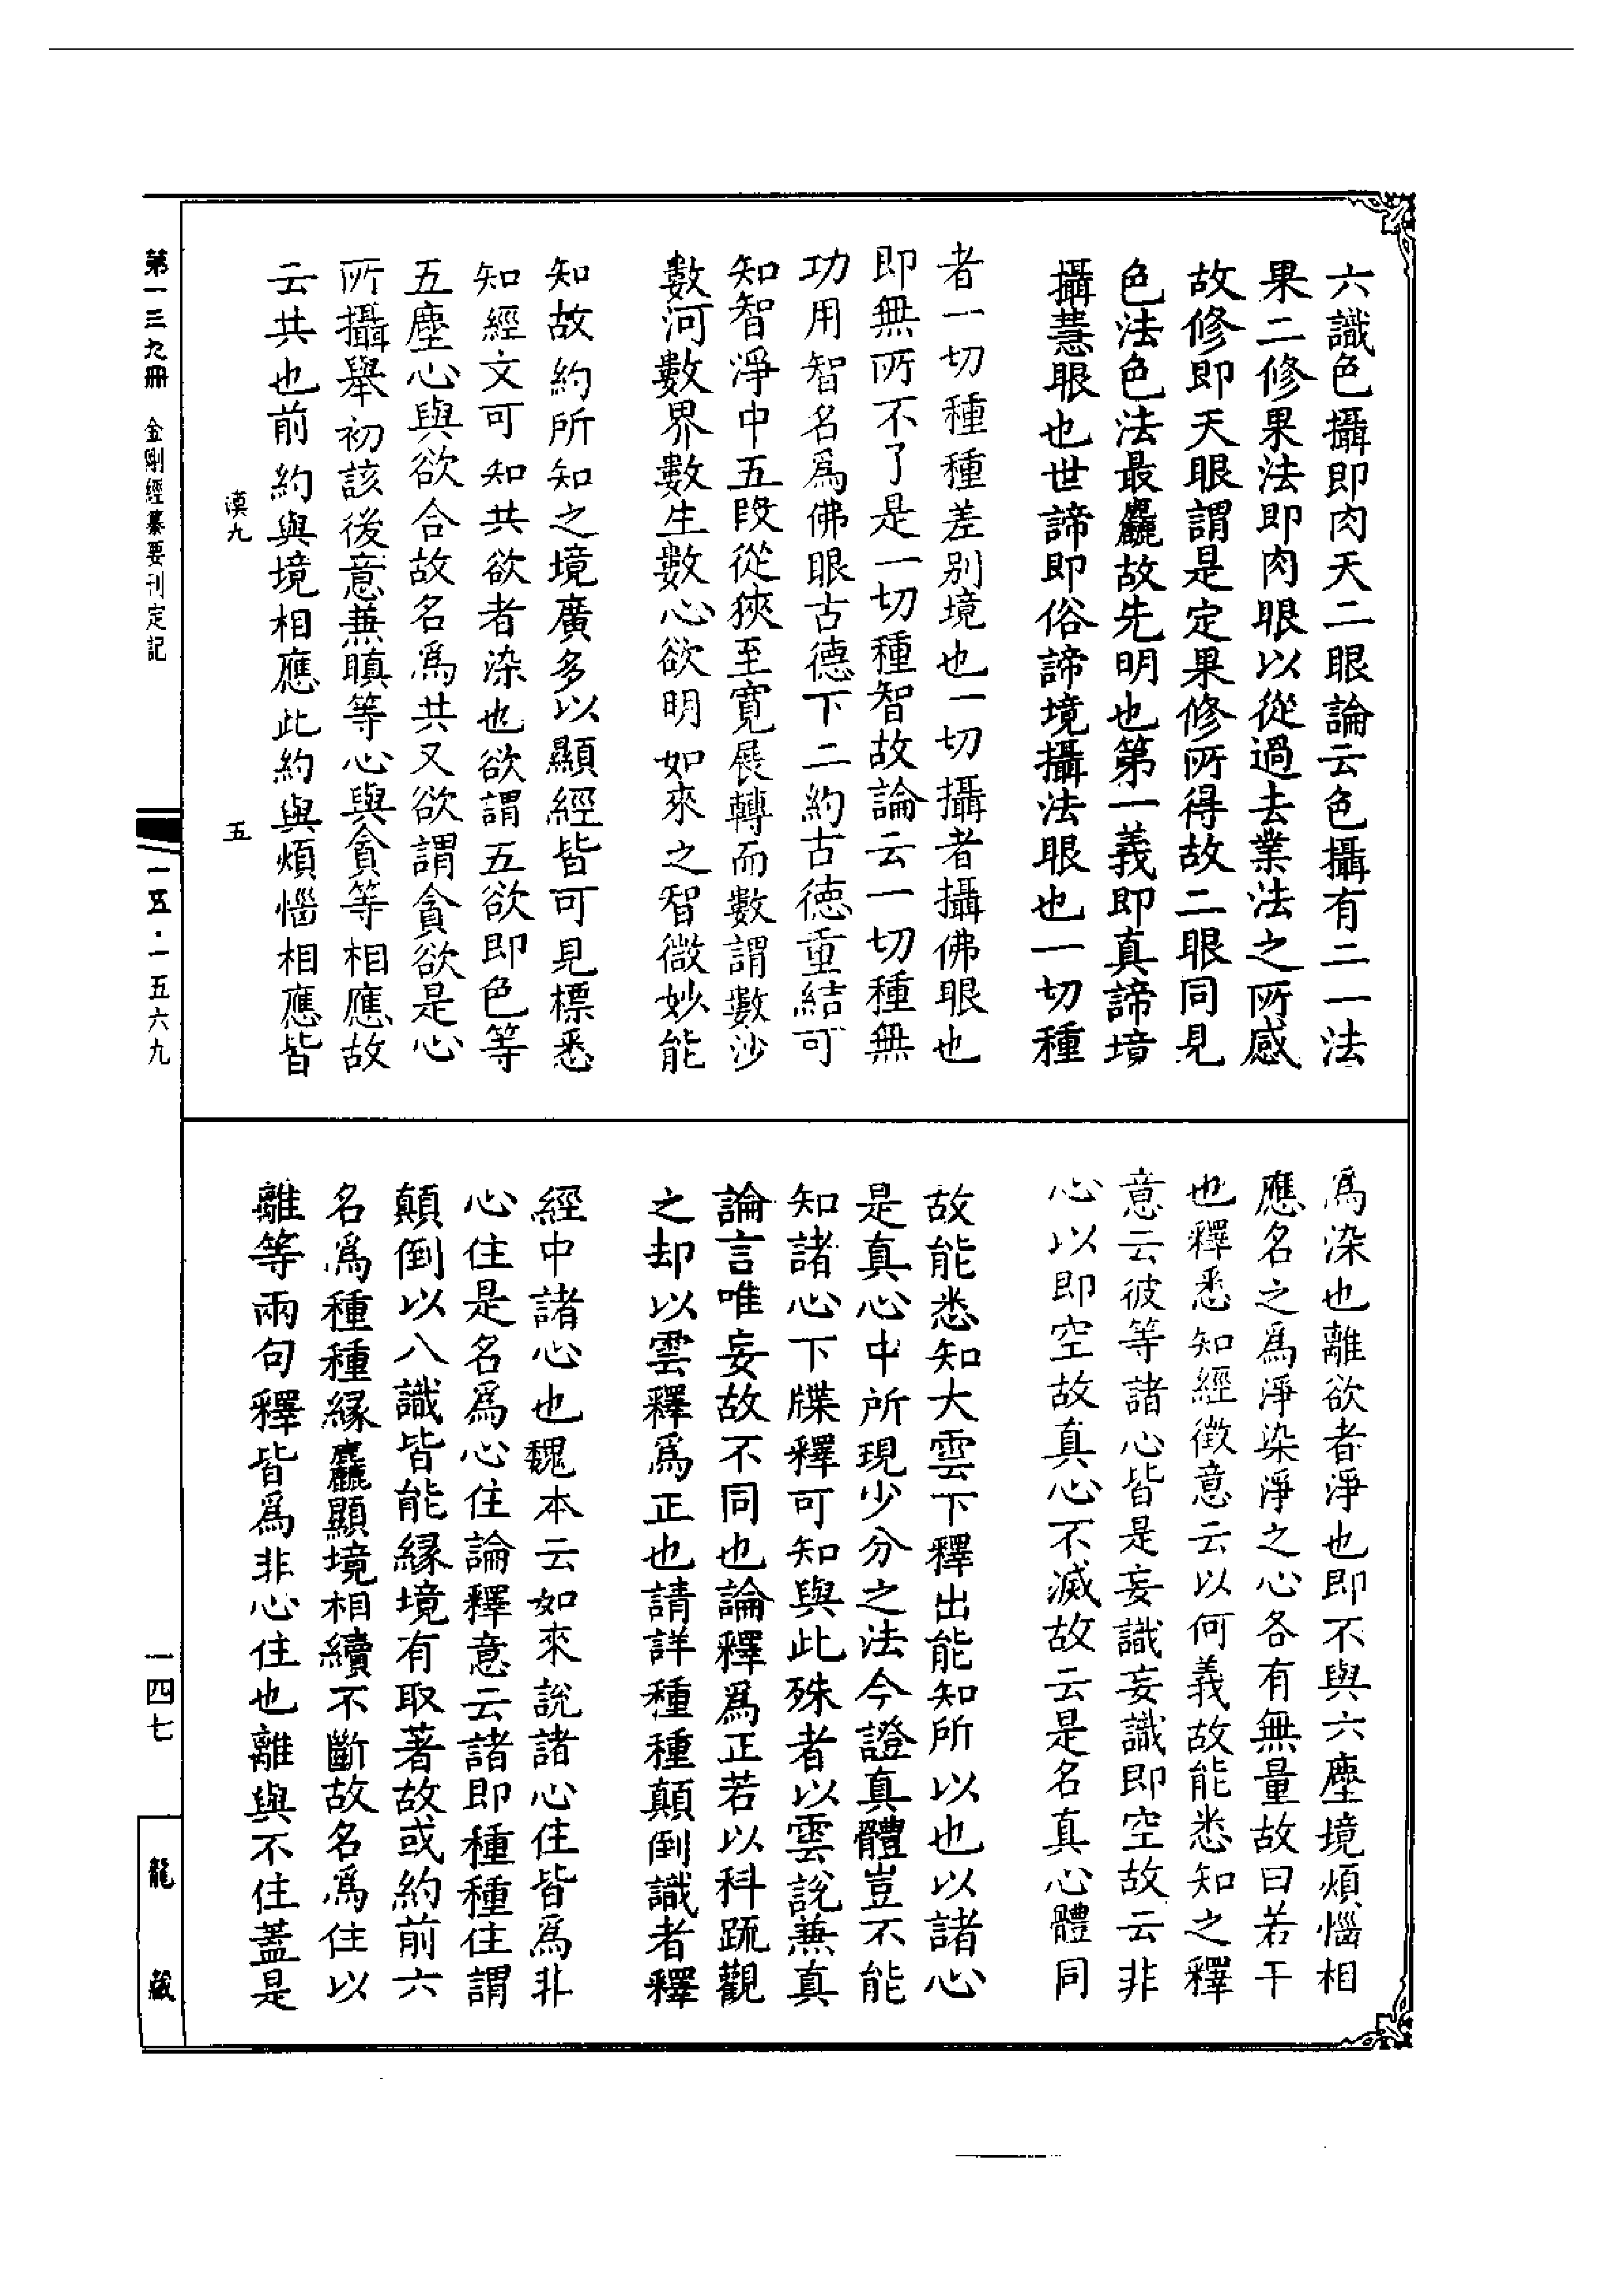 六識色攝即肉天二眼論云色攝有二一法
果二修果法即肉眼以從過去業法之所感
故修即天眼謂是定果修所得故二眼同見
色法色法最麤故先明也第一義即真諦境
攝慧眼也世諦即俗諦境攝法眼也一切種
者一切種種差别境也一切攝者攝佛眼也
即無所不了是一切種智故論云一切種無
功用智名爲佛眼古德下二約古德重結可
知智淨中五段從狹至寬展轉而數謂數沙
數河數界數生數心欲明如來之智微妙能
知故約所知之境廣多以顯經皆可見標悉
知經文可知共欲者染也欲謂五欲即色等
五塵心與欲合故名爲共又欲謂貪欲是心
所攝舉初該後意兼瞋等心與貪等相應故
云共也前約與境相應此約與煩惱相應皆
漠九
五
爲染也離欲者淨也即不與六塵境煩惱相
應名之爲淨染淨之心各有無量故曰若干
也釋悉知經徵意云以何義故能悉知之釋
意云彼等諸心皆是妄識妄識即空故云非
心以即空故真心不滅故云是名真心體同
故能悉知大雲下釋出能知所以也以諸心
是真心中所現少分之法今證真體豈不能
知諸心下牒釋可知與此殊者以雲說兼真
論言唯妄故不同也論釋爲正若以科䟽觀
之却以雲釋爲正也請詳種種顛倒識者釋
經中諸心也魏本云如來說諸心住皆爲非
心住是名爲心住論釋意云諸即種種住謂
顛倒以八識皆能緣境有取著故或約前六
名爲種種緣麤顯境相續不斷故名爲住以
離等兩句釋皆爲非心住也離與不住蓋是
第一三九冊 金剛經纂要刊定記
一五·一五六九
一四七
龍藏